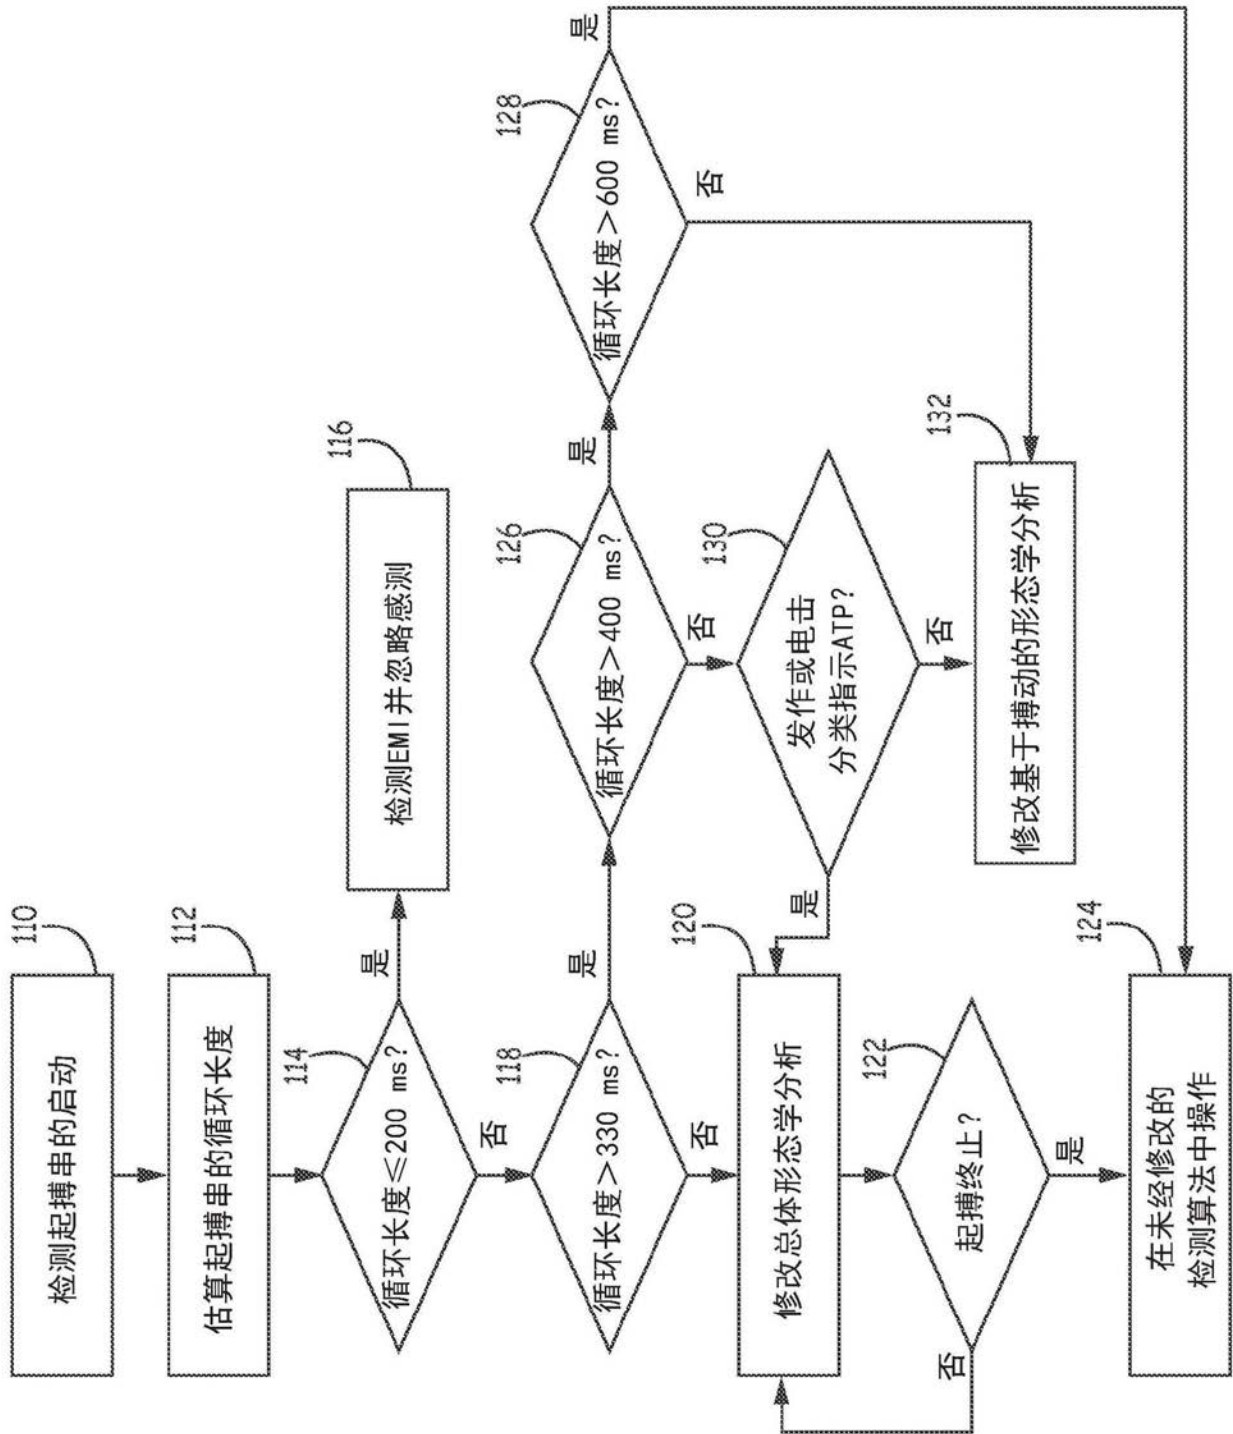 110
检测起搏串的启动
112
估算起搏串的循环长度
114
循环长度≤200 ms?
是
否
116
检测EMI并忽略感测
118
循环长度>330 ms?
是
否
126
循环长度>400 ms?
是
否
128
循环长度>600 ms?
是
否
120
修改总体形态学分析
130
发作或电击
分类指示ATP?
是
否
132
修改基于搏动的形态学分析
122
起搏终止?
否
是
124
在未经修改的
检测算法中操作